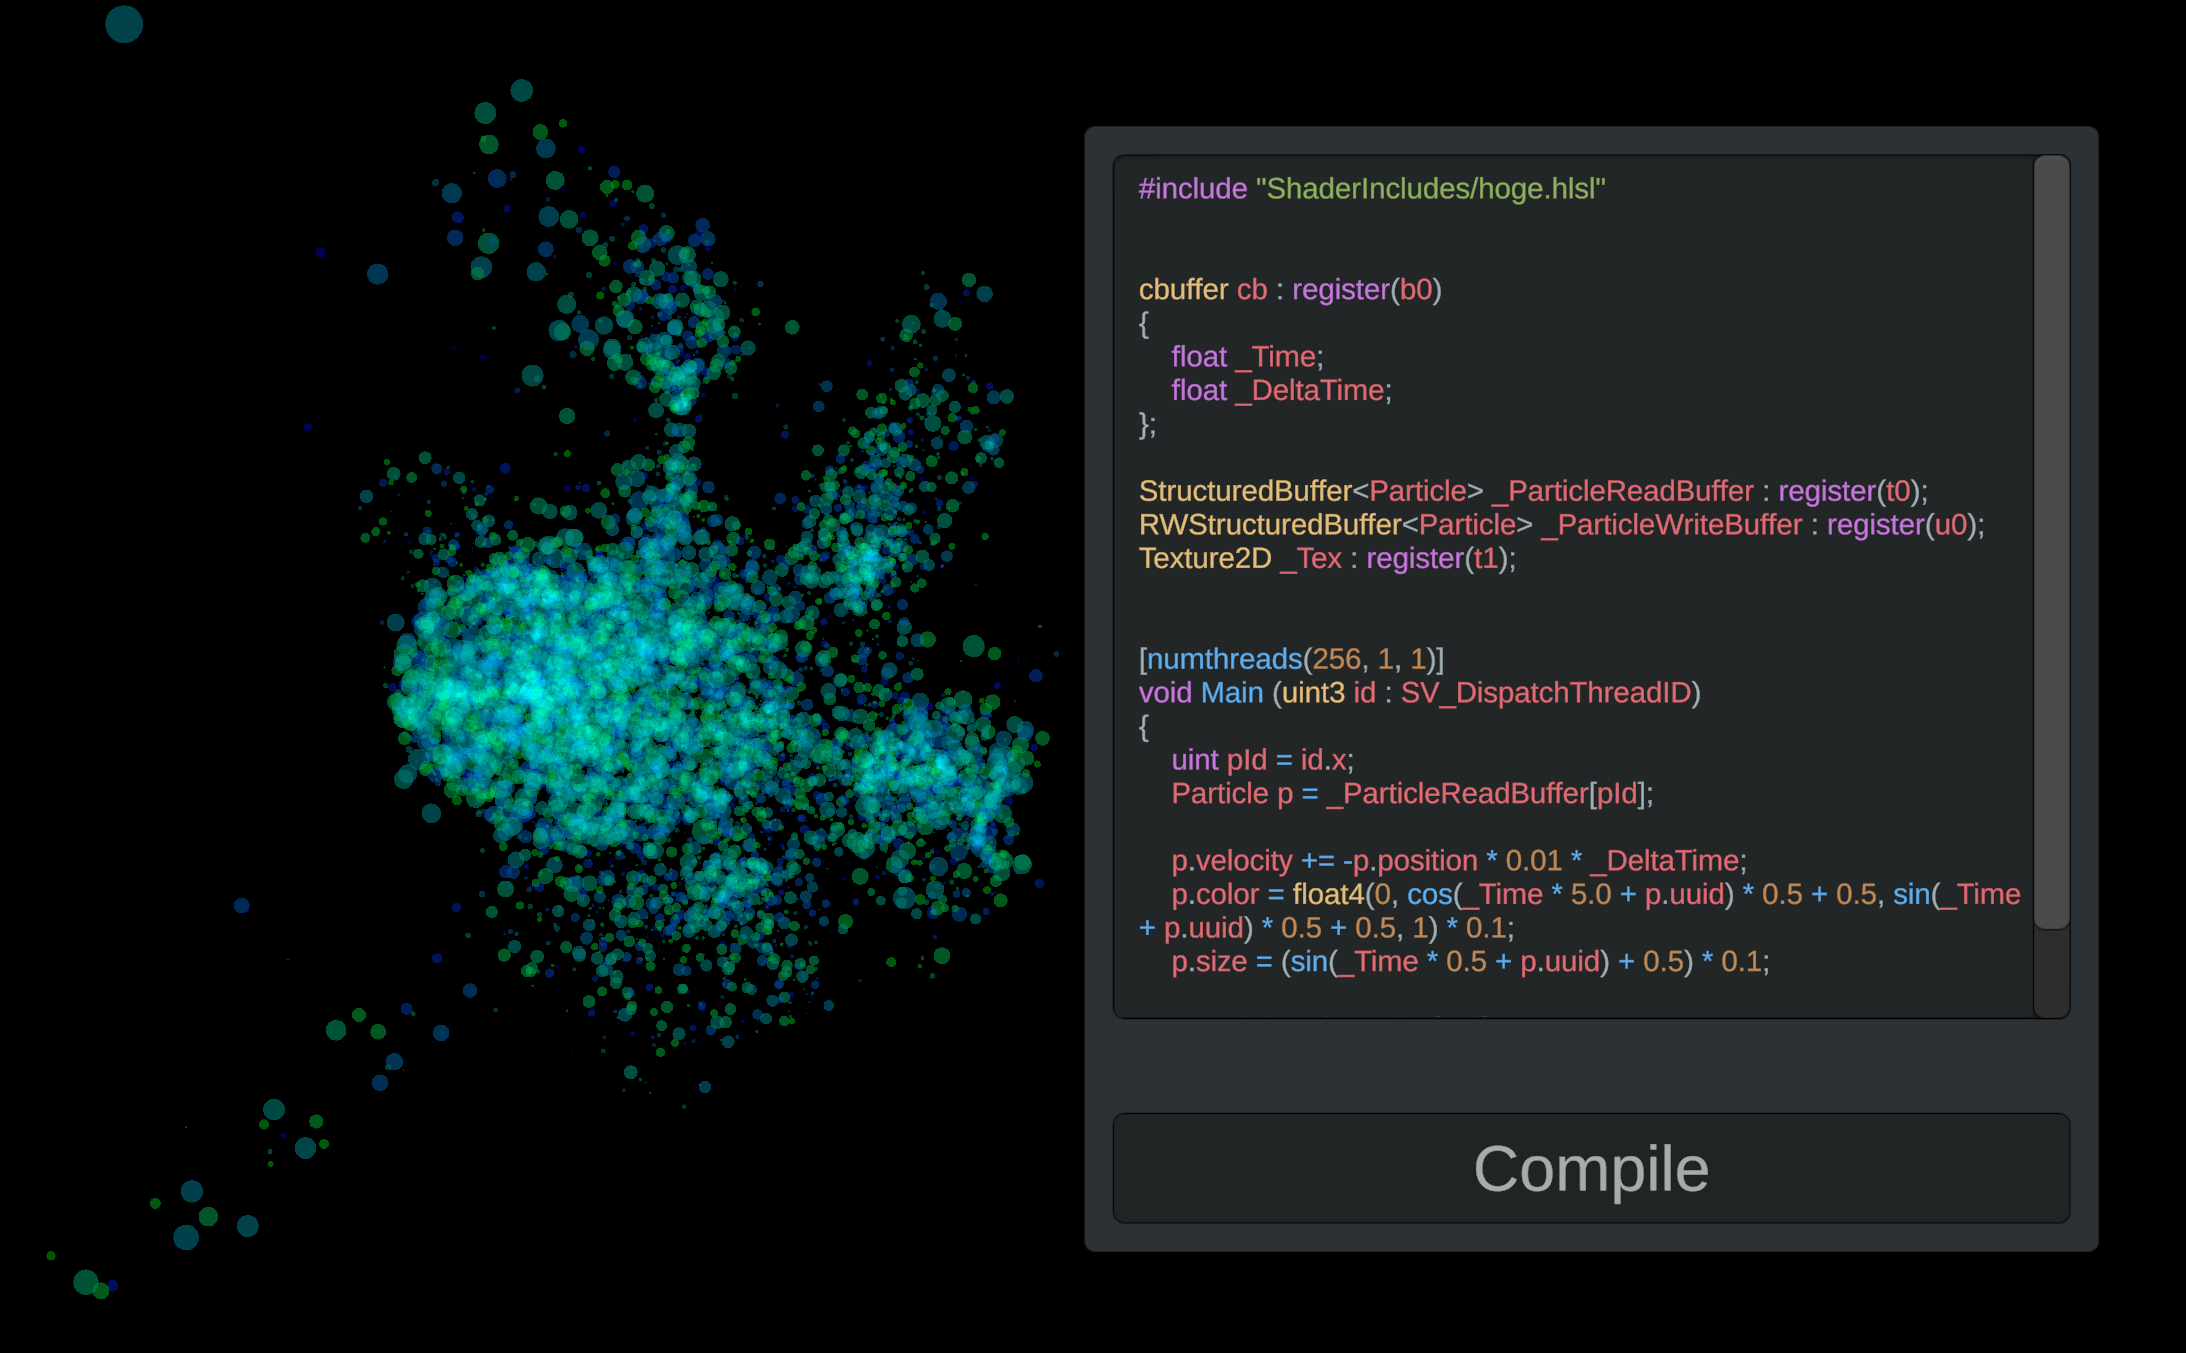 #include "ShaderIncludes/hoge.hlsl"
cbuffer cb : register(b0)
{
float _Time;
float _DeltaTime;
};
StructuredBuffer<Particle> _ParticleReadBuffer : register(t0);
RWStructuredBuffer<Particle> _ParticleWriteBuffer : register(u0);
Texture2D _Tex : register(t1);
[numthreads(256, 1, 1)]
void Main (uint3 id : SV_DispatchThreadID)
{
uint pId = id.x;
Particle p = _ParticleReadBuffer[pId];
p.velocity += -p.position * 0.01 * _DeltaTime;
p.color = float4(0, cos(_Time * 5.0 + p.uuid) * 0.5 + 0.5, sin(_Time
+ p.uuid) * 0.5 + 0.5, 1) * 0.1;
p.size = (sin(_Time * 0.5 + p.uuid) + 0.5) * 0.1;
Compile